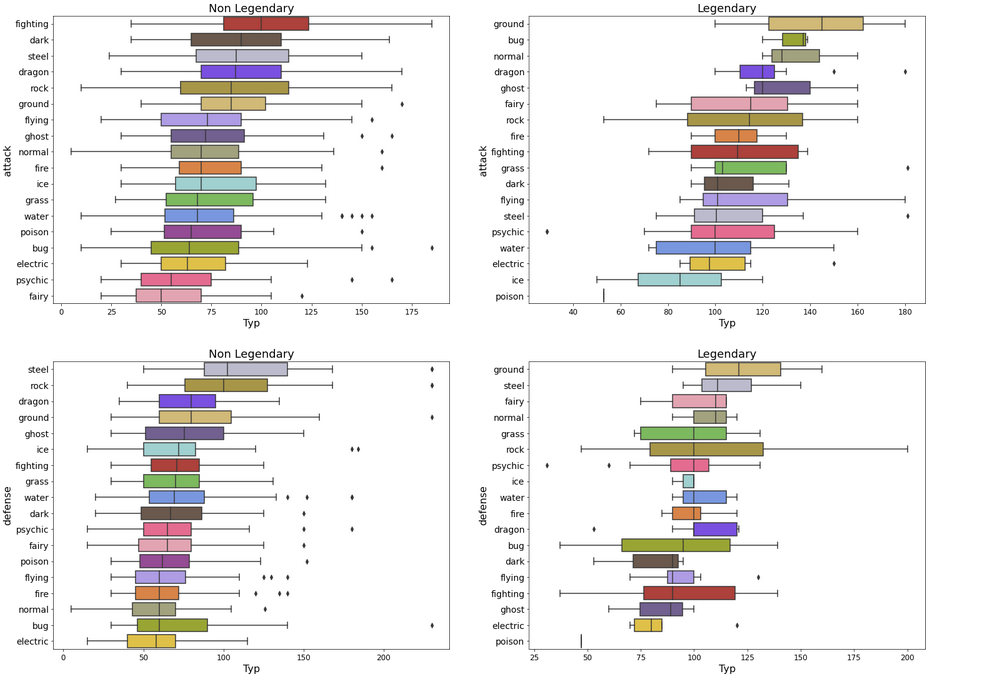 Non Legendary
fighting
dark
steel
dragon
rock
ground
flying
ghost
normal
fire
ice
grass
water
poison
bug
electric
psychic
fairy
attack
0 25 50 75 100 125 150 175
Typ
Legendary
ground
bug
normal
dragon
ghost
fairy
rock
fire
fighting
grass
dark
flying
steel
psychic
water
electric
ice
poison
attack
40 60 80 100 120 140 160 180
Typ
Non Legendary
steel
rock
dragon
ground
ghost
ice
fighting
grass
water
dark
psychic
fairy
poison
flying
fire
normal
bug
electric
defense
0 50 100 150 200
Typ
Legendary
ground
steel
fairy
normal
grass
rock
psychic
ice
water
fire
dragon
bug
dark
flying
fighting
ghost
electric
poison
defense
25 50 75 100 125 150 175 200
Typ